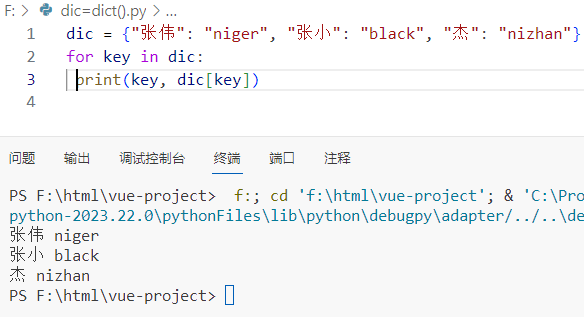 F: > dic=dict().py > ...
1 dic = {"张伟": "niger", "张小": "black", "杰": "nizhan"}
2 for key in dic:
3 print(key, dic[key])
4
问题 输出 调试控制台 终端 端口 注释
PS F:\html\vue-project>  f:; cd 'f:\html\vue-project'; & 'C:\Pro
python-2023.22.0\pythonFiles\lib\python\debugpy\adapter/../..\de
张伟 niger
张小 black
杰 nizhan
PS F:\html\vue-project>